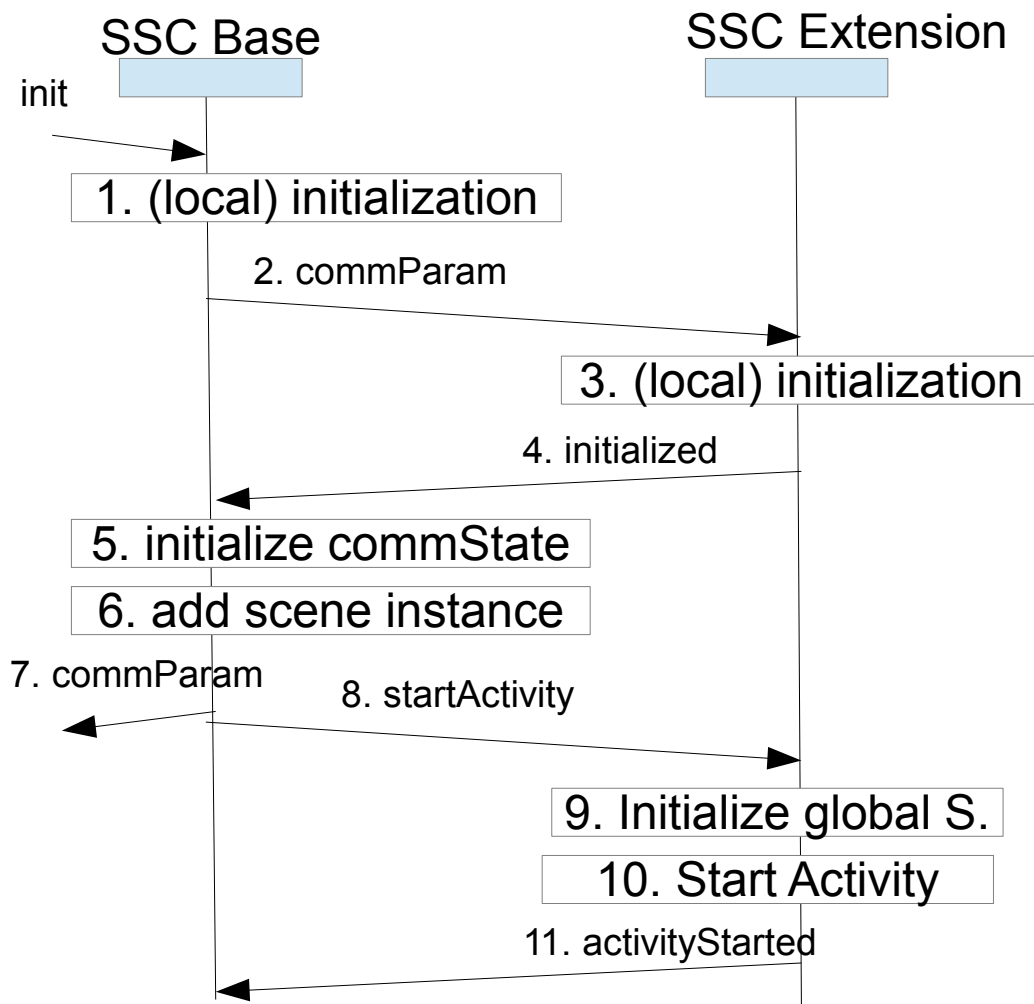 SSC Base
SSC Extension
init
1. (local) initialization
2. commParam
3. (local) initialization
4. initialized
5. initialize commState
6. add scene instance
7. commParam
8. startActivity
9. Initialize global S.
10. Start Activity
11. activityStarted